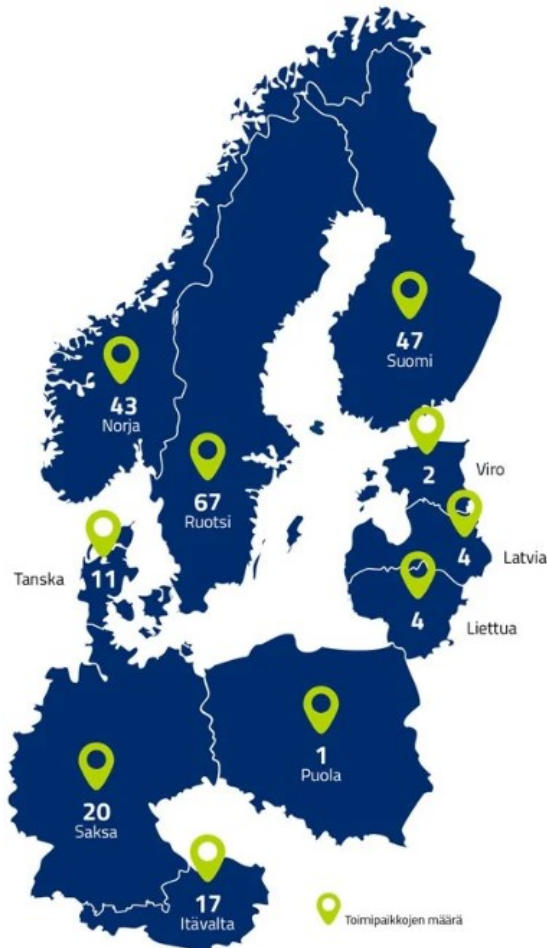 47
Suomi
43
Norja
2
Viro
67
Ruotsi
4
Latvia
Tanska
11
4
Liettua
1
Puola
20
Saksa
17
Itävalta
Toimipaikkojen määrä